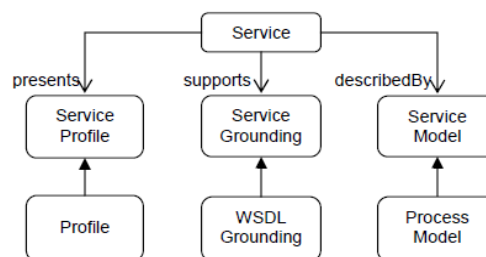 Service
presents
supports
describedBy
Service
Profile
Service
Grounding
Service
Model
Profile
WSDL
Grounding
Process
Model